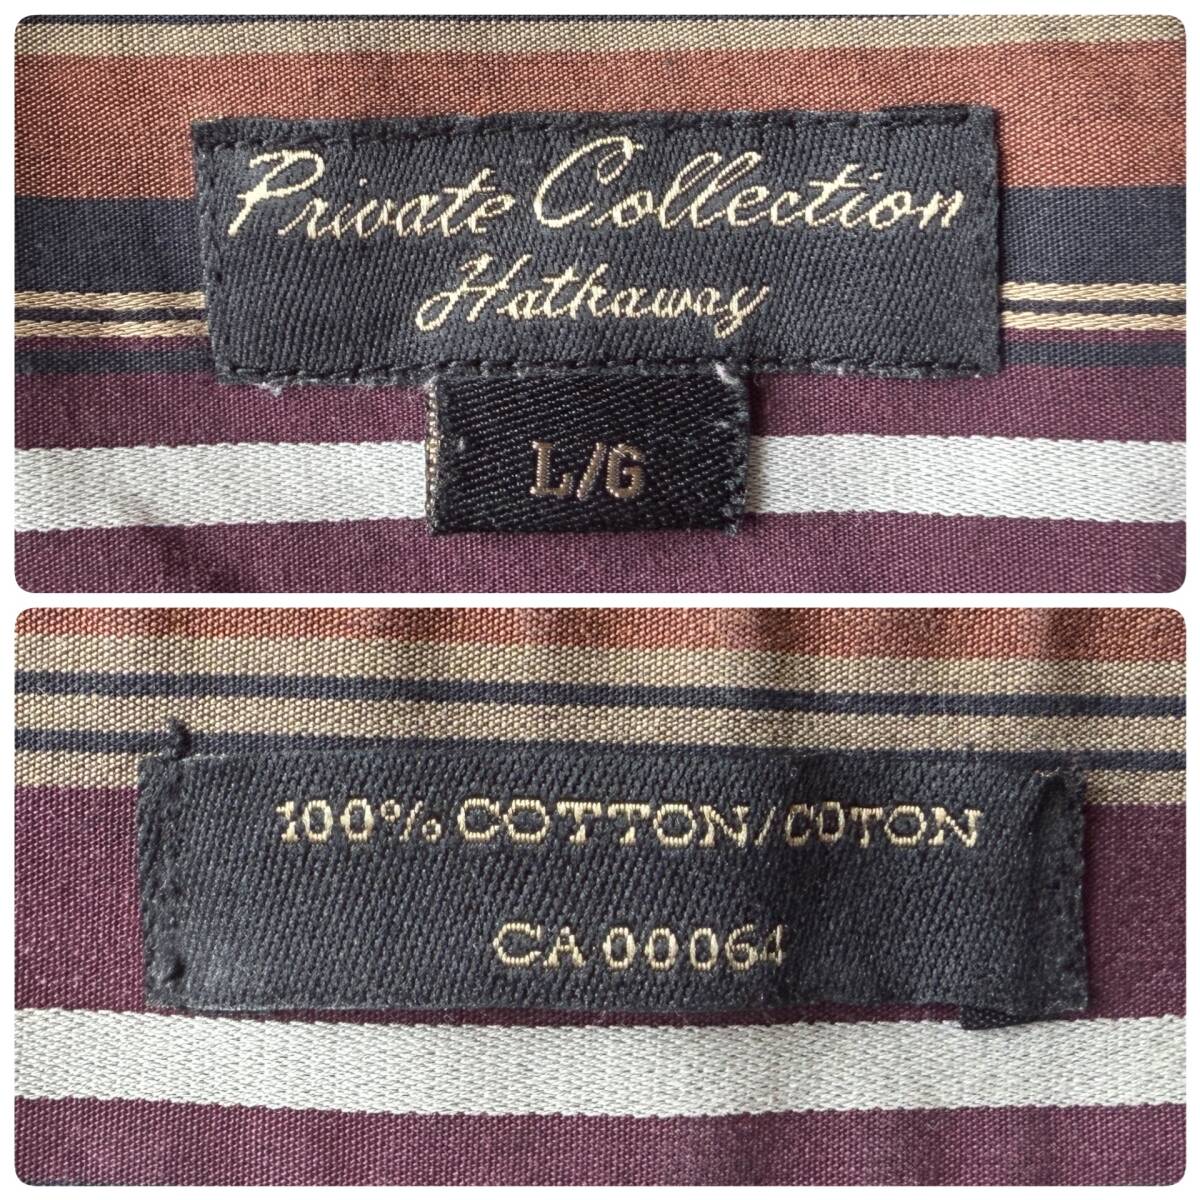 Private Collection
Hathaway
L/G
100% COTTON/COTON
CA 00064